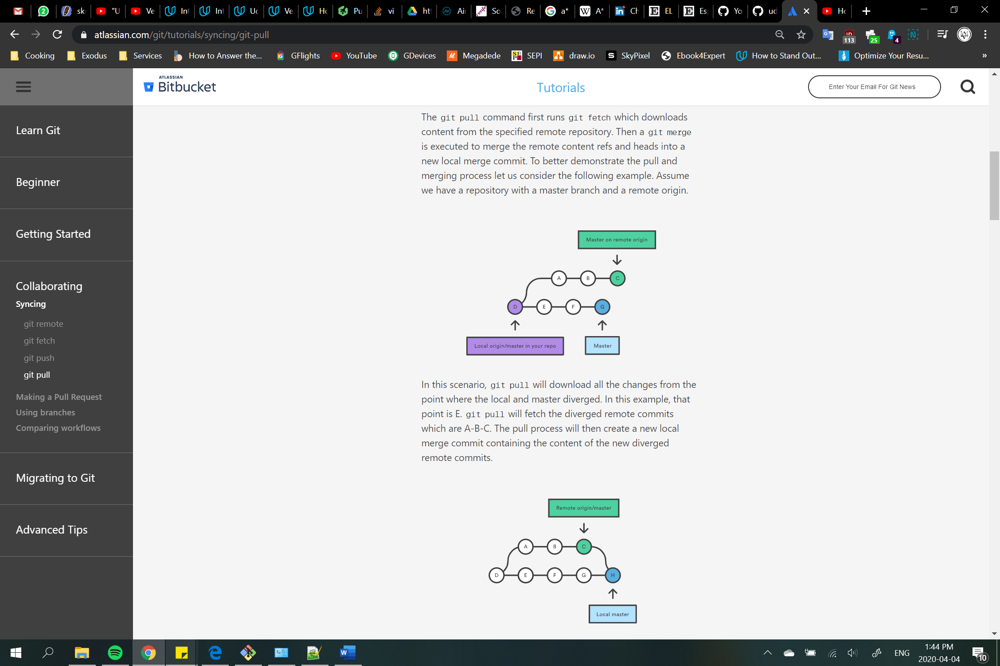 2 sk "U Ve Int Int Uc Ve Ho Pu vi htt Ai So Re a* A* Ch EL Es Yo ud Ho
atlassian.com/git/tutorials/syncing/git-pull
113 25 4
Cooking Exodus Services How to Answer the... GFlights YouTube GDevices Megadede SEPI draw.io SkyPixel Ebook4Expert How to Stand Out... Optimize Your Resu... »
ATLASSIAN
Bitbucket
Tutorials
Enter Your Email For Git News
Learn Git
Beginner
Getting Started
Collaborating
Syncing
git remote
git fetch
git push
git pull
Making a Pull Request
Using branches
Comparing workflows
Migrating to Git
Advanced Tips
The git pull command first runs git fetch which downloads
content from the specified remote repository. Then a git merge
is executed to merge the remote content refs and heads into a
new local merge commit. To better demonstrate the pull and
merging process let us consider the following example. Assume
we have a repository with a master branch and a remote origin.
Master on remote origin
A B C
D E F G
Local origin/master in your repo Master
In this scenario, git pull will download all the changes from the
point where the local and master diverged. In this example, that
point is E. git pull will fetch the diverged remote commits
which are A-B-C. The pull process will then create a new local
merge commit containing the content of the new diverged
remote commits.
Remote origin/master
A B C
D E F G H
Local master
ENG
1:44 PM
2020-04-04
10